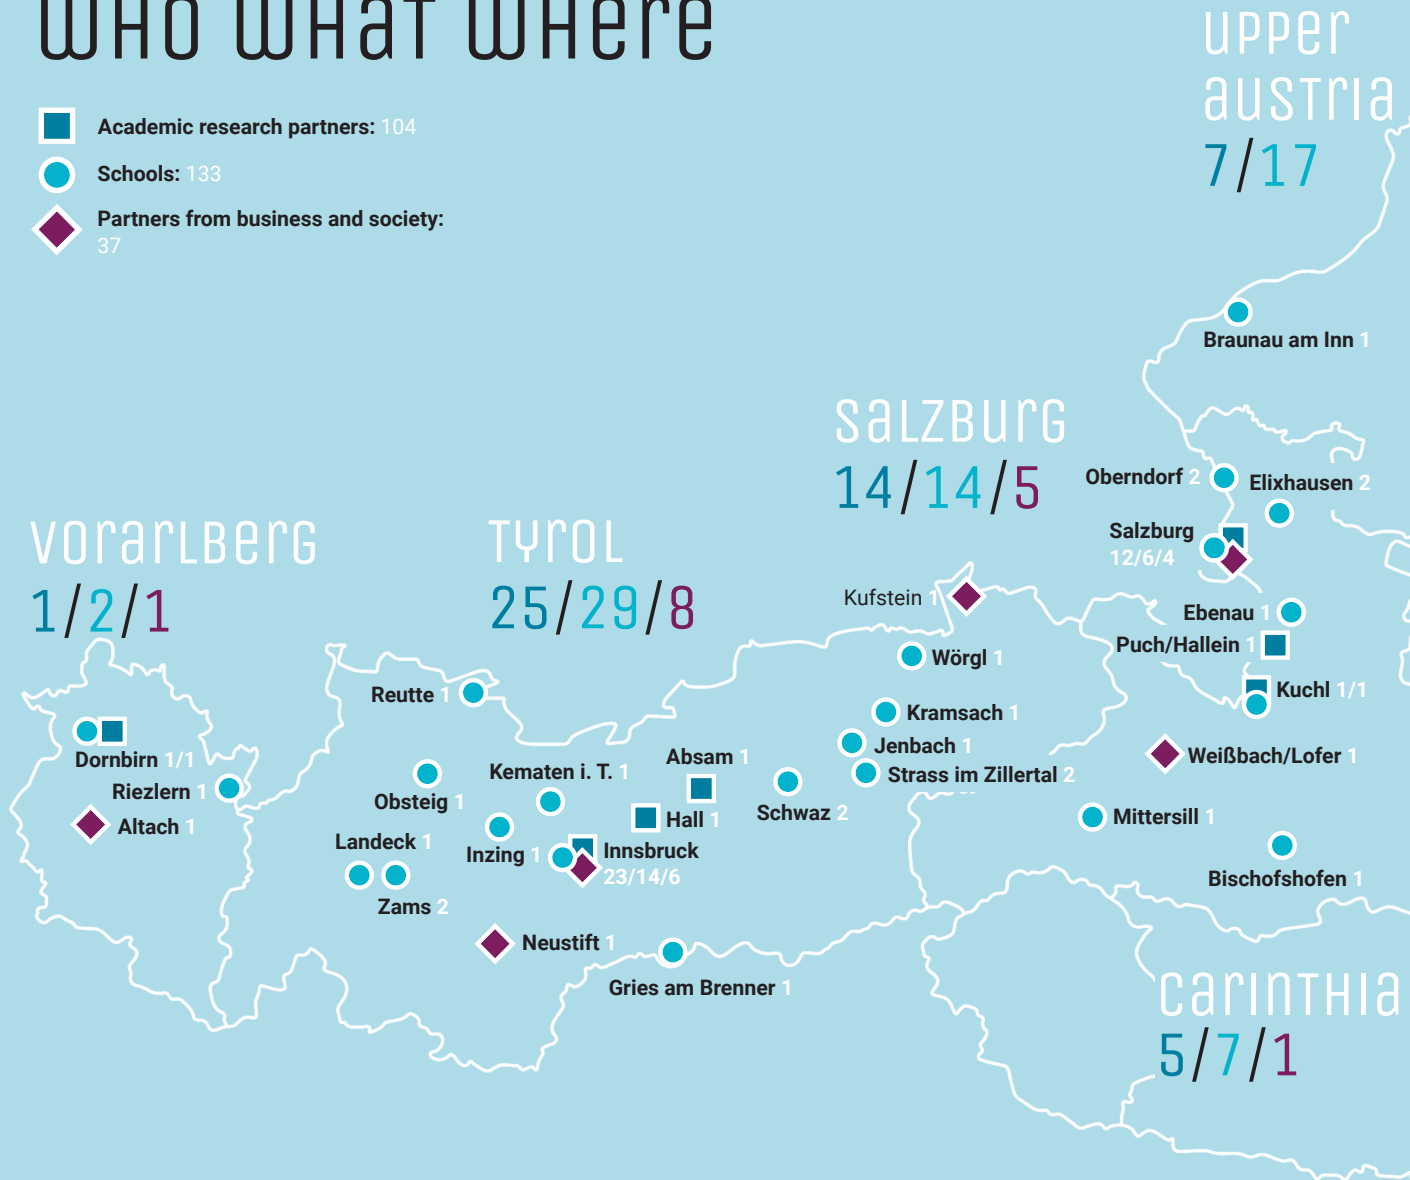 WHO WHAT WHERE
Academic research partners: 104
Schools: 133
Partners from business and society:
37
UPPER
AUSTRIA
7/17
Braunau am Inn 1
SALZBURG
14/14/5
Oberndorf 2
Elixhausen 2
Salzburg
12/6/4
VORARLBERG
1/2/1
TYROL
25/29/8
Kufstein 1
Ebenau 1
Puch/Hallein 1
Wörgl 1
Kuchl 1/1
Reutte 1
Kramsach 1
Dornbirn 1/1
Absam 1
Jenbach 1
Weißbach/Lofer 1
Riezlern 1
Kematen i. T. 1
Strass im Zillertal 2
Obsteig 1
Schwaz 2
Altach 1
Hall 1
Mittersill 1
Landeck 1
Inzing 1
Innsbruck
23/14/6
Bischofshofen 1
Zams 2
Neustift 1
Gries am Brenner 1
CARINTHIA
5/7/1